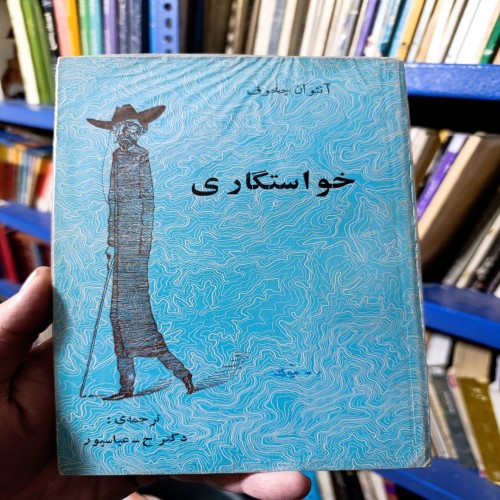 آنتوان چخوف
خواستگاری
ترجمه‌ی:
دکتر ح - عباسپور